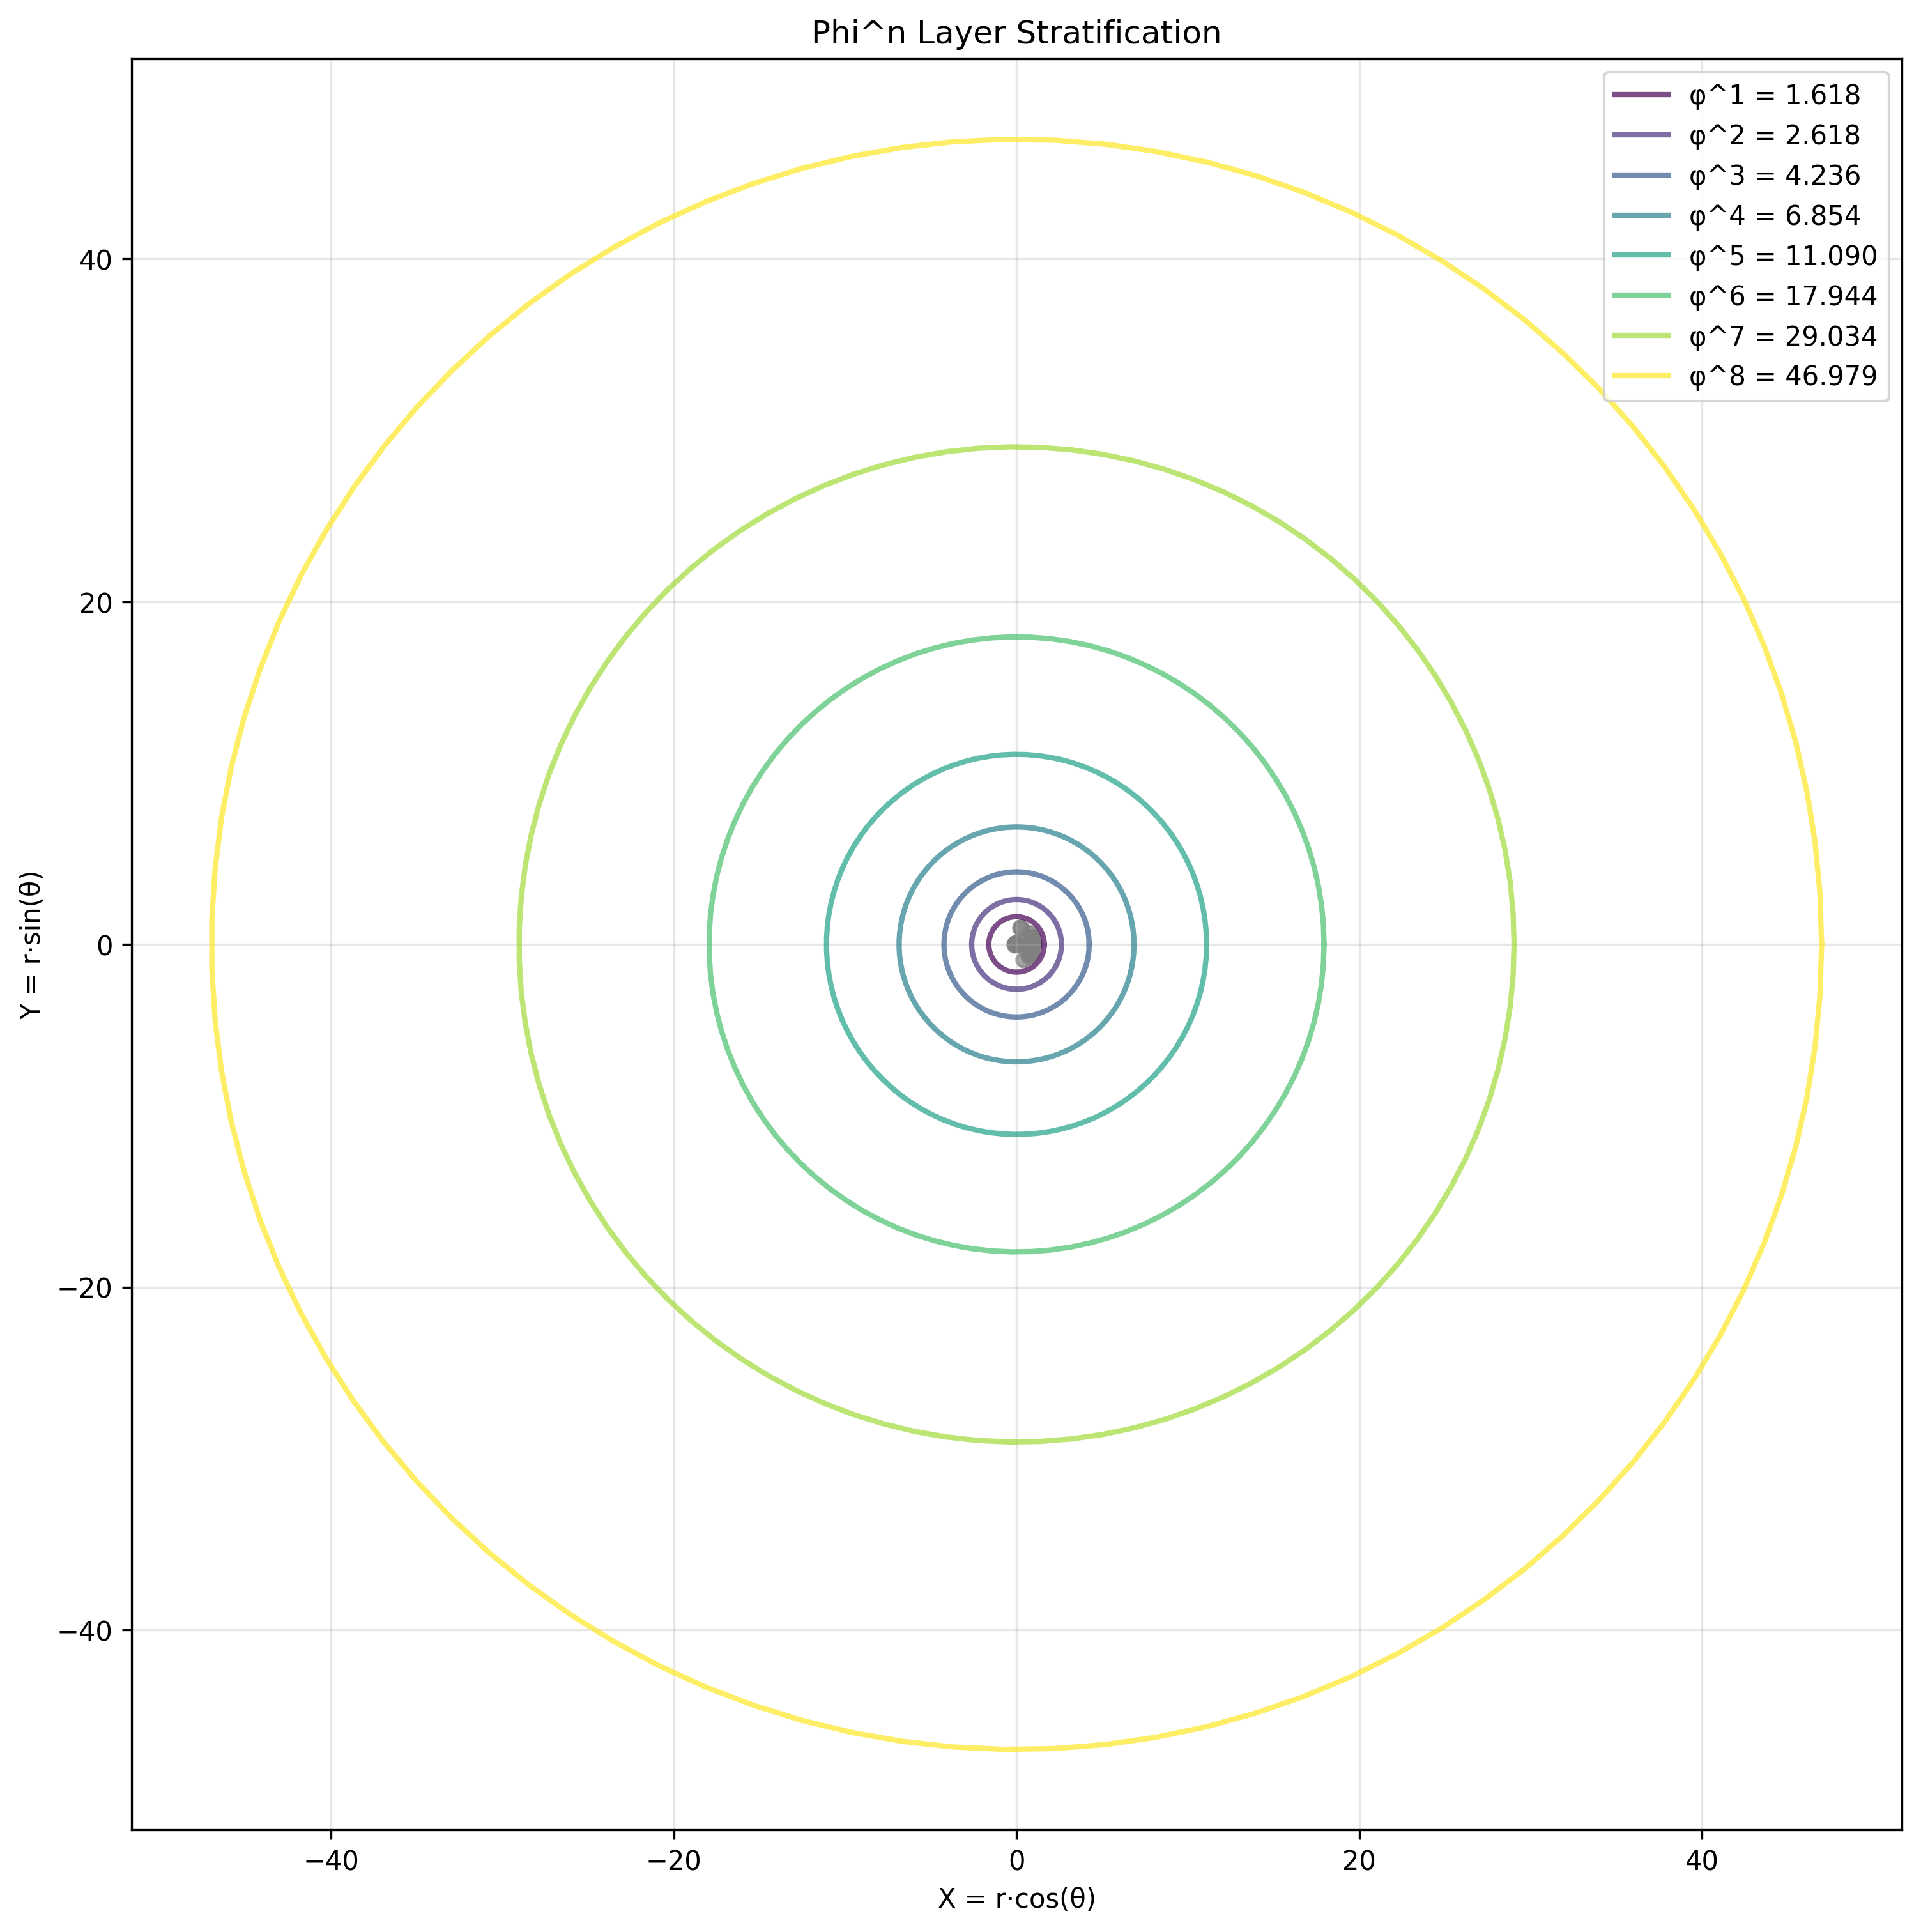 Phi^n Layer Stratification
φ^1 = 1.618
φ^2 = 2.618
φ^3 = 4.236
φ^4 = 6.854
φ^5 = 11.090
φ^6 = 17.944
φ^7 = 29.034
φ^8 = 46.979
40
20
0
−20
−40
Y = r·sin(θ)
−40
−20
0
20
40
X = r·cos(θ)